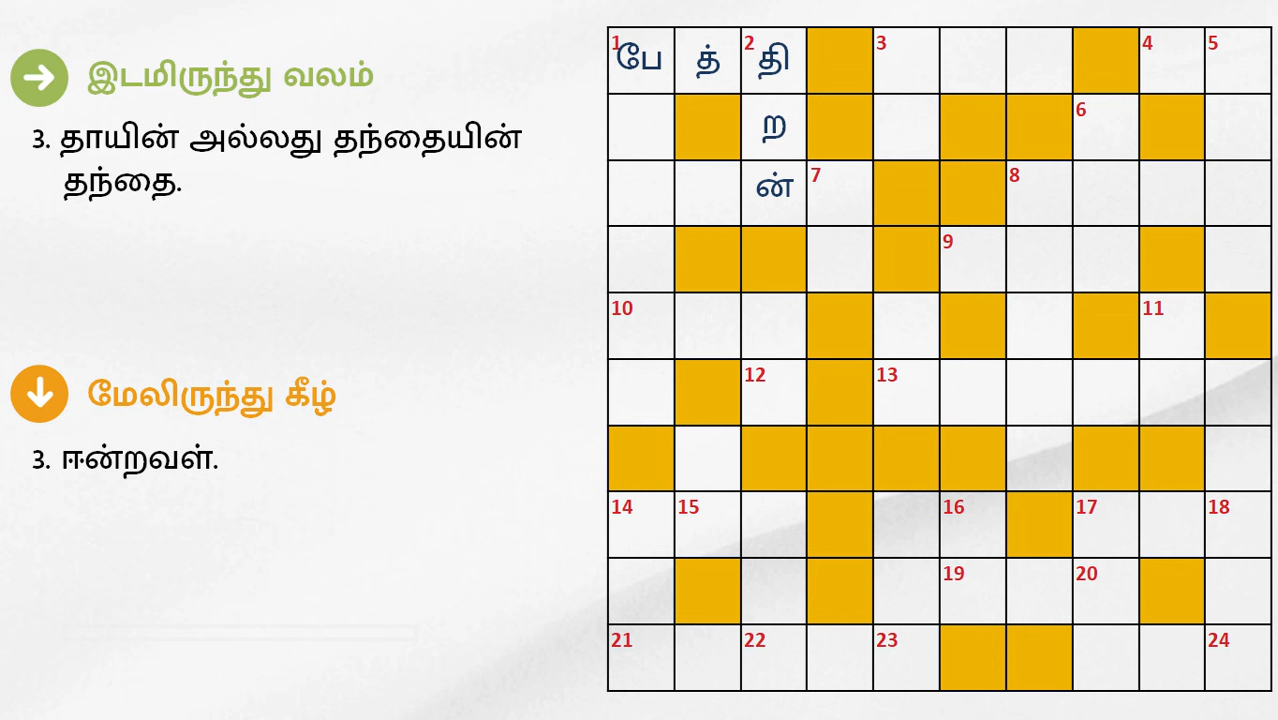 இடமிருந்து வலம்
3. தாயின் அல்லது தந்தையின்
தந்தை.
மேலிருந்து கீழ்
3. ஈன்றவள்.
1 பே த் 2 தி 3 4 5
ற 6
ன் 7 8
9
10 11
12 13
14 15 16 17 18
19 20
21 22 23 24